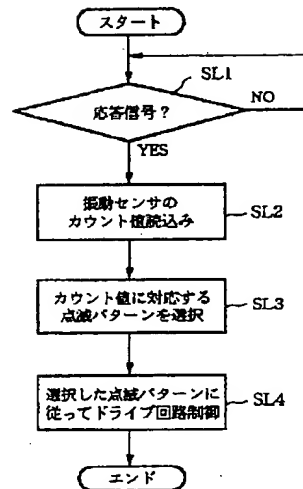 スタート
SL1
応答信号?
NO
YES
振動センサの
カウント値読込み
SL2
カウント値に対応する
点滅パターンを選択
SL3
選択した点滅パターンに
従ってドライブ回路制御
SL4
エンド